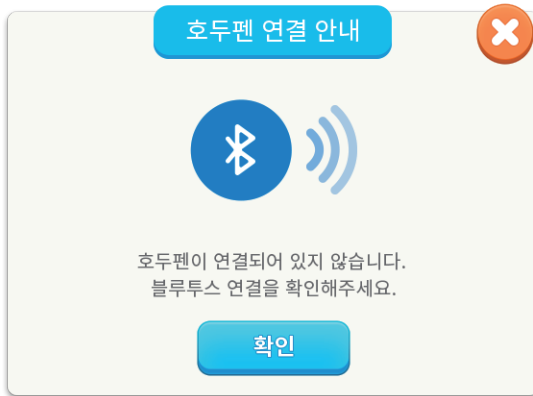 호두펜 연결 안내
호두펜이 연결되어 있지 않습니다.
블루투스 연결을 확인해주세요.
확인